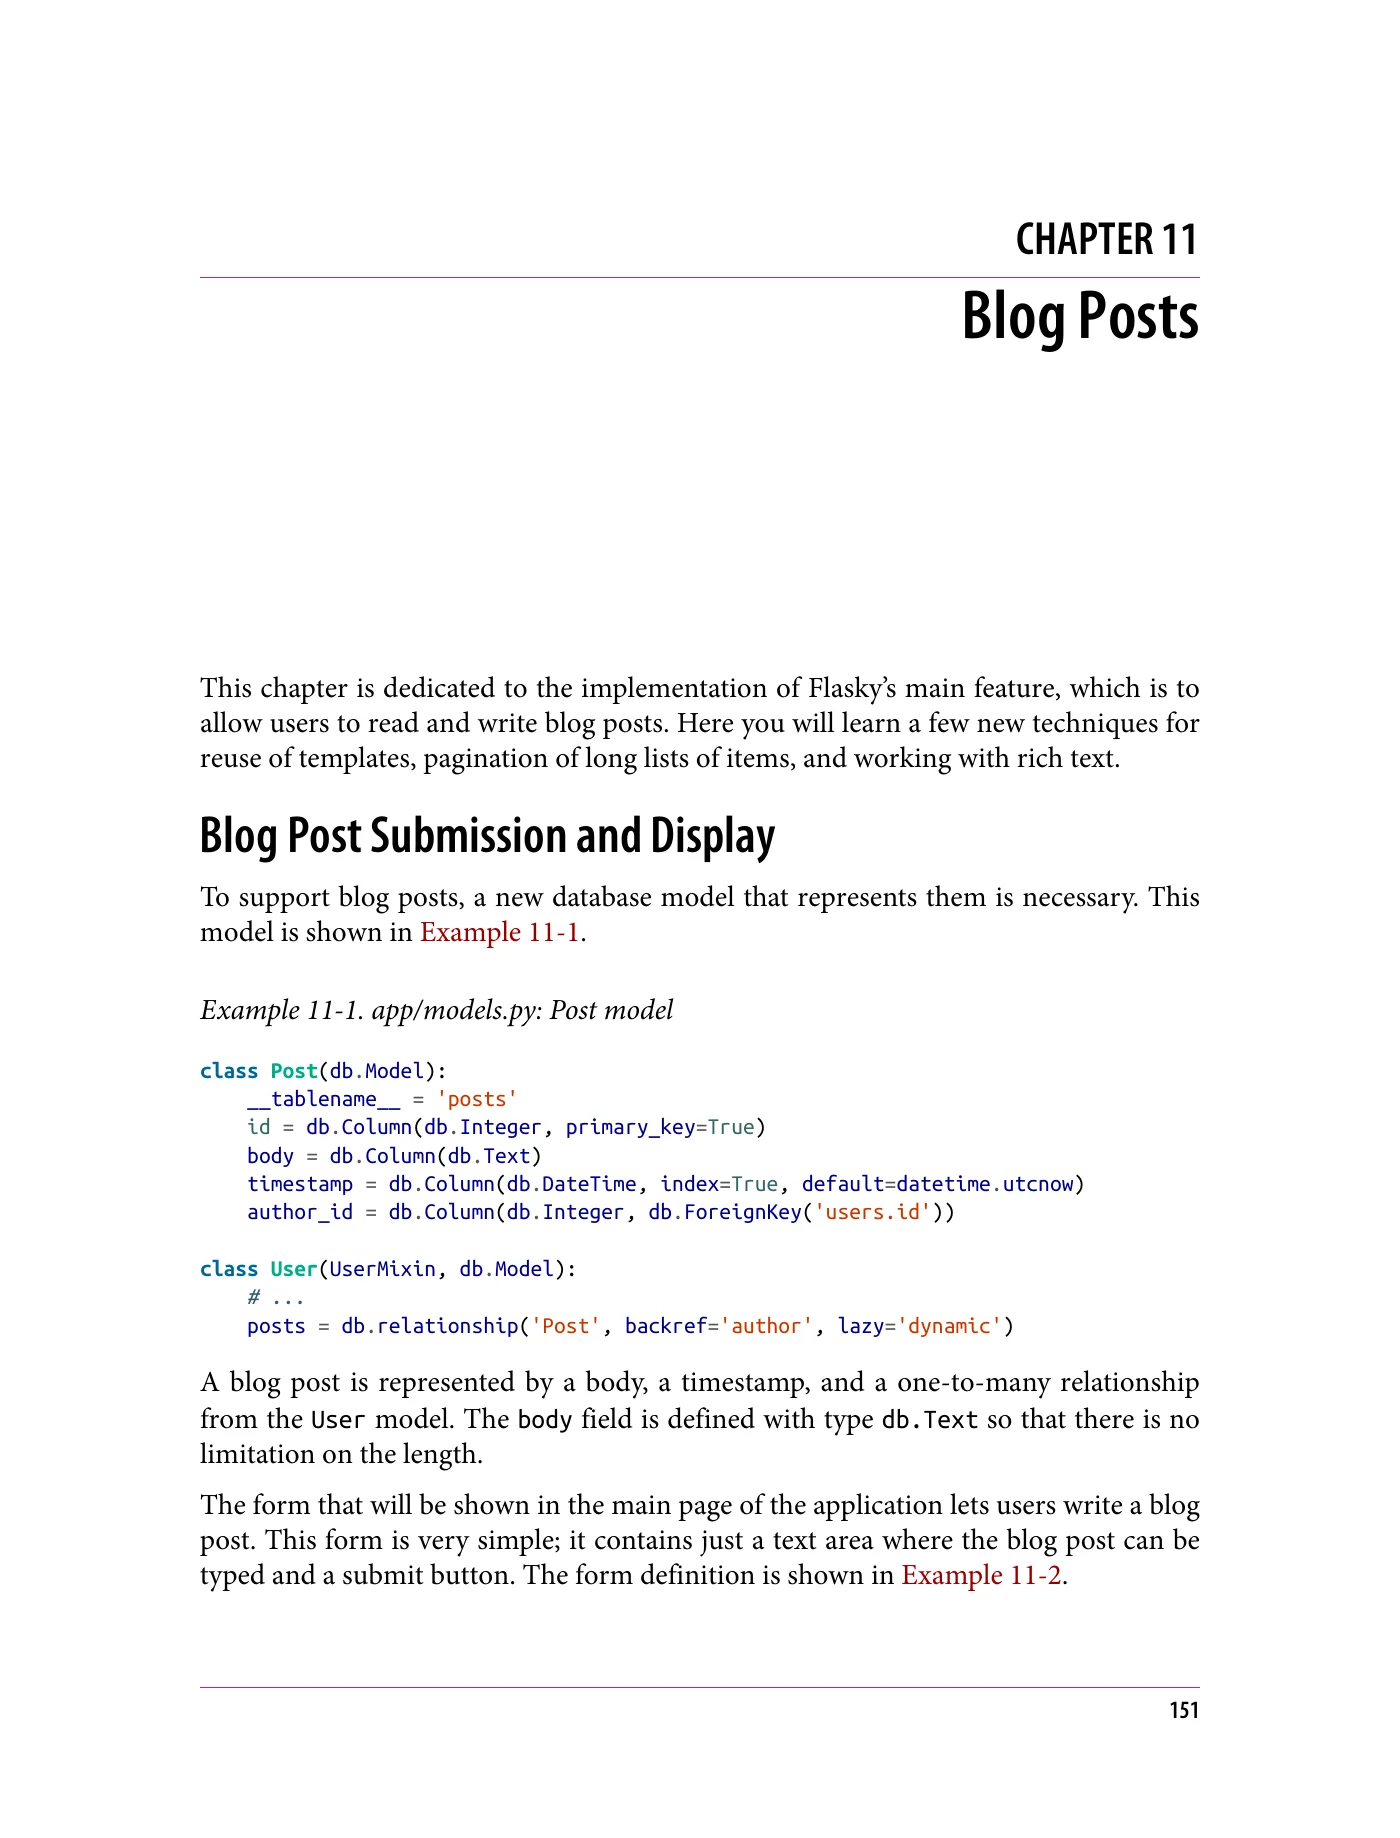 CHAPTER 11
Blog Posts
This chapter is dedicated to the implementation of Flasky’s main feature, which is to
allow users to read and write blog posts. Here you will learn a few new techniques for
reuse of templates, pagination of long lists of items, and working with rich text.
Blog Post Submission and Display
To support blog posts, a new database model that represents them is necessary. This
model is shown in Example 11-1.
Example 11-1. app/models.py: Post model
class Post(db.Model):
    __tablename__ = 'posts'
    id = db.Column(db.Integer, primary_key=True)
    body = db.Column(db.Text)
    timestamp = db.Column(db.DateTime, index=True, default=datetime.utcnow)
    author_id = db.Column(db.Integer, db.ForeignKey('users.id'))
class User(UserMixin, db.Model):
    # ...
    posts = db.relationship('Post', backref='author', lazy='dynamic')
A blog post is represented by a body, a timestamp, and a one-to-many relationship
from the User model. The body field is defined with type db.Text so that there is no
limitation on the length.
The form that will be shown in the main page of the application lets users write a blog
post. This form is very simple; it contains just a text area where the blog post can be
typed and a submit button. The form definition is shown in Example 11-2.
151